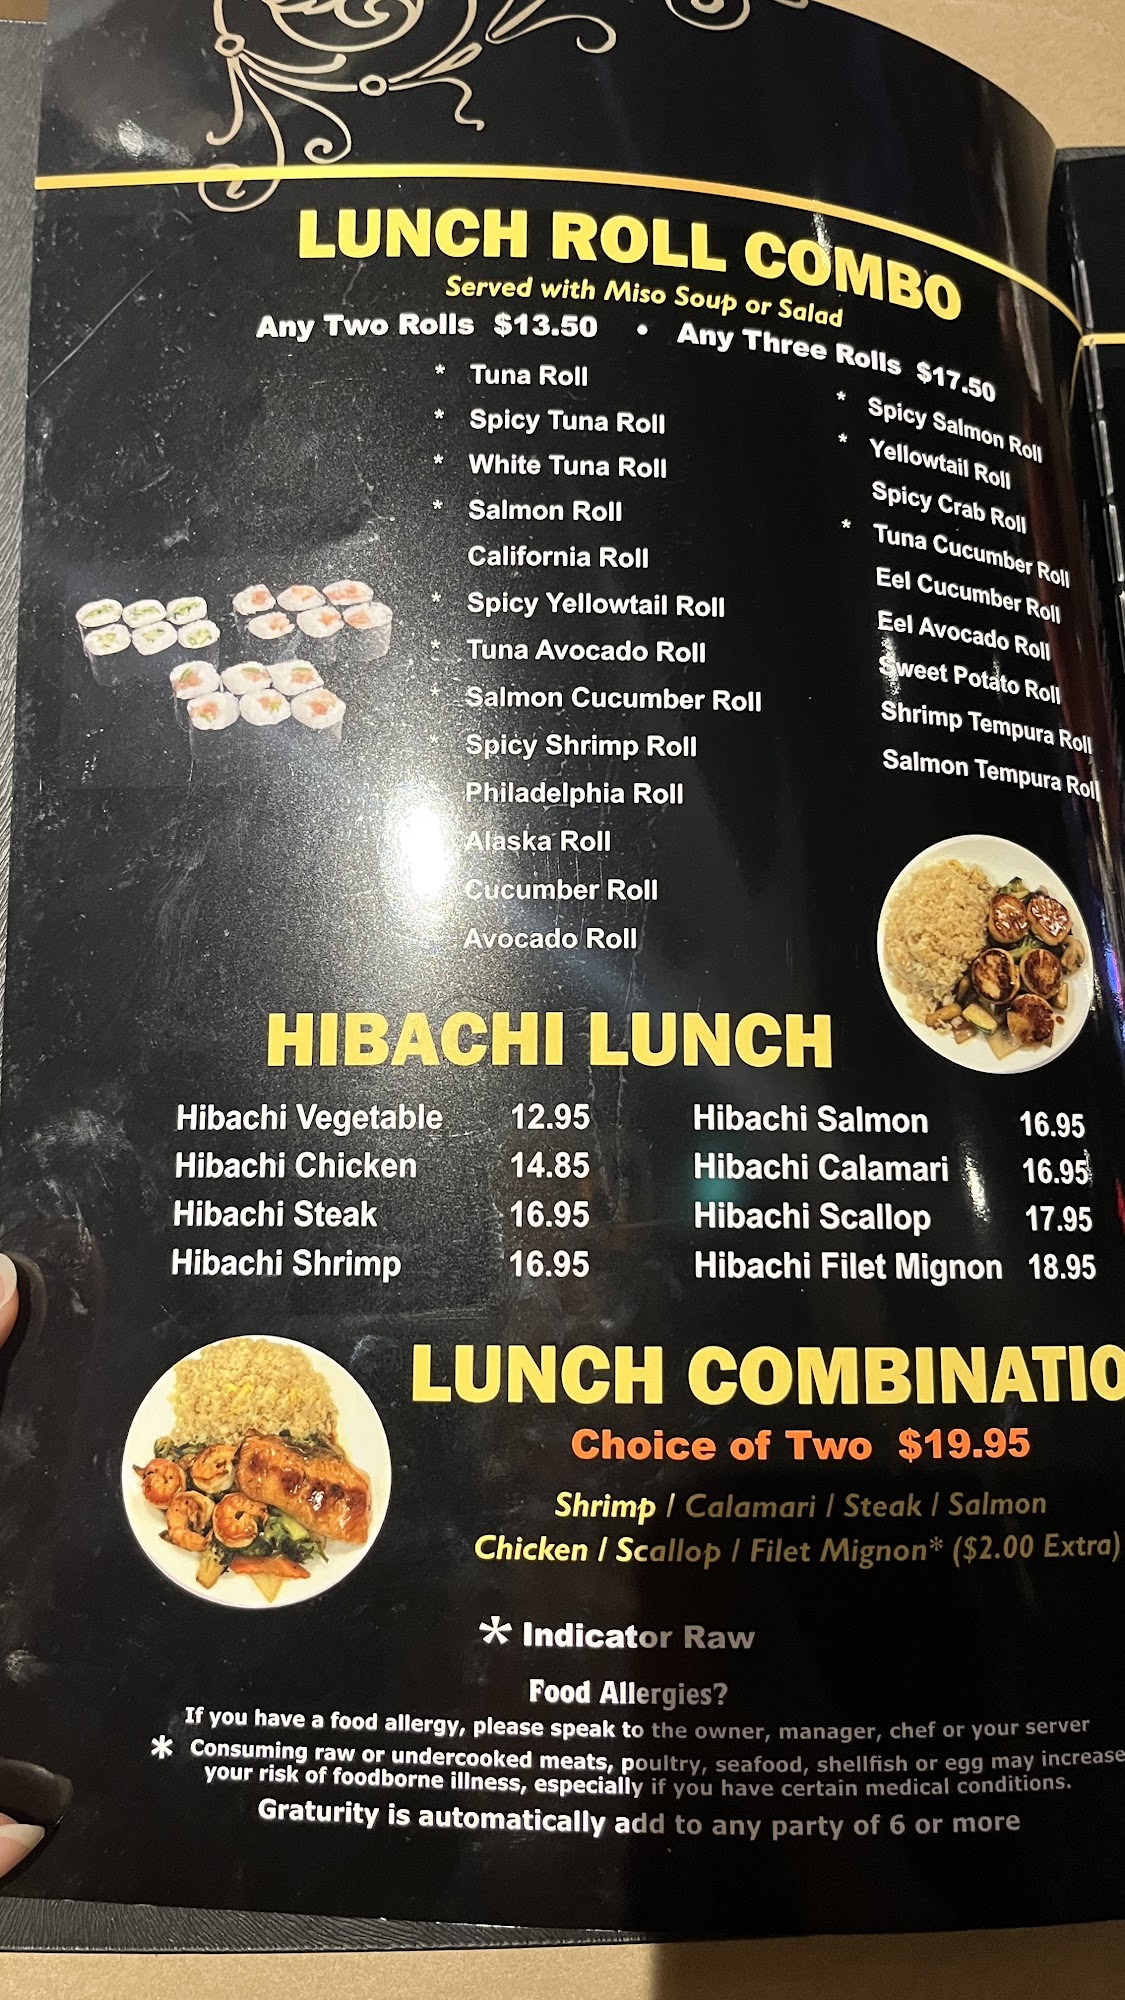 LUNCH ROLL COMBO
Served with Miso Soup or Salad
Any Two Rolls $13.50 • Any Three Rolls $17.50
* Tuna Roll
* Spicy Tuna Roll
* White Tuna Roll
* Salmon Roll
California Roll
* Spicy Yellowtail Roll
* Tuna Avocado Roll
* Salmon Cucumber Roll
* Spicy Shrimp Roll
Philadelphia Roll
Alaska Roll
Cucumber Roll
Avocado Roll
* Spicy Salmon Roll
* Yellowtail Roll
Spicy Crab Roll
* Tuna Cucumber Roll
Eel Cucumber Roll
Eel Avocado Roll
Sweet Potato Roll
Shrimp Tempura Roll
Salmon Tempura Roll
HIBACHI LUNCH
Hibachi Vegetable 12.95
Hibachi Chicken 14.85
Hibachi Steak 16.95
Hibachi Shrimp 16.95
Hibachi Salmon 16.95
Hibachi Calamari 16.95
Hibachi Scallop 17.95
Hibachi Filet Mignon 18.95
LUNCH COMBINATIO
Choice of Two $19.95
Shrimp / Calamari / Steak / Salmon
Chicken / Scallop / Filet Mignon* ($2.00 Extra)
* Indicator Raw
Food Allergies?
If you have a food allergy, please speak to the owner, manager, chef or your server
* Consuming raw or undercooked meats, poultry, seafood, shellfish or egg may increase
your risk of foodborne illness, especially if you have certain medical conditions.
Graturity is automatically add to any party of 6 or more